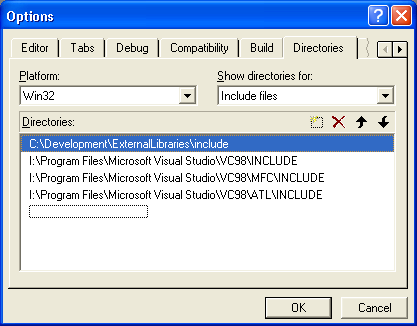 Options
Editor Tabs Debug Compatibility Build Directories
Platform: Show directories for:
Win32 Include files
Directories:
C:\Development\ExternalLibraries\include
I:\Program Files\Microsoft Visual Studio\VC98\INCLUDE
I:\Program Files\Microsoft Visual Studio\VC98\MFC\INCLUDE
I:\Program Files\Microsoft Visual Studio\VC98\ATL\INCLUDE
OK Cancel